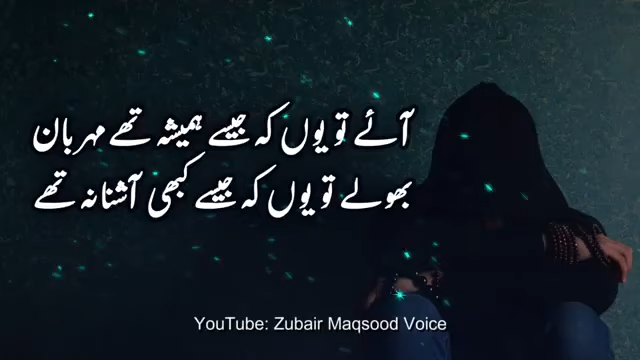 آئے تو یوں کہ جیسے ہمیشہ تھے مہربان
بھولے تو یوں کہ جیسے کبھی آشنا نہ تھے
YouTube: Zubair Maqsood Voice